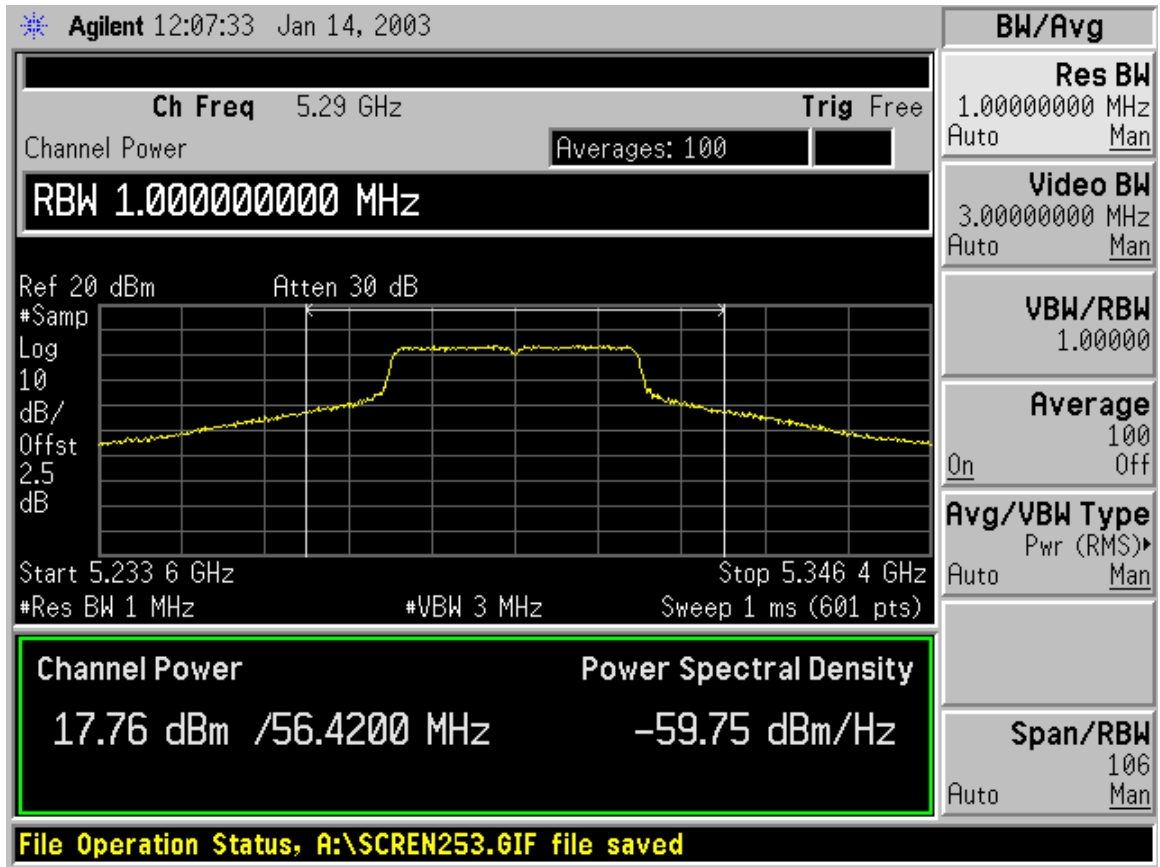 Agilent 12:07:33 Jan 14, 2003
BW/Avg
Ch Freq 5.29 GHz Trig Free
Channel Power Averages: 100
RBW 1.000000000 MHz
Ref 20 dBm Atten 30 dB
#Samp
Log
10
dB/
Offst
2.5
dB
Start 5.233 6 GHz Stop 5.346 4 GHz
#Res BW 1 MHz #VBW 3 MHz Sweep 1 ms (601 pts)
Channel Power Power Spectral Density
17.76 dBm /56.4200 MHz -59.75 dBm/Hz
Res BW
1.00000000 MHz
Auto Man
Video BW
3.00000000 MHz
Auto Man
VBW/RBW
1.00000
Average
100
On Off
Avg/VBW Type
Pwr (RMS)▸
Auto Man
Span/RBW
106
Auto Man
File Operation Status, A:\SCREN253.GIF file saved